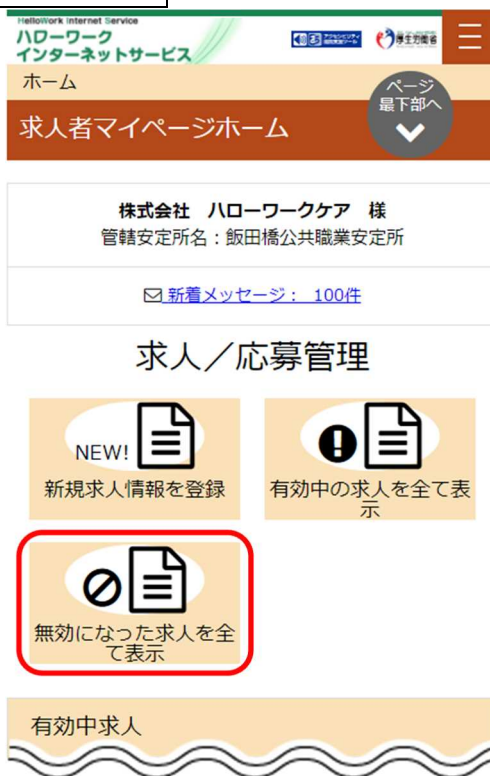 HelloWork Internet Service
ハローワーク
インターネットサービス
厚生労働省
ホーム
ページ
最下部へ
求人者マイページホーム
株式会社 ハローワークケア 様
管轄安定所名：飯田橋公共職業安定所
新着メッセージ： 100件
求人／応募管理
NEW!
新規求人情報を登録
有効中の求人を全て表
示
無効になった求人を全
て表示
有効中求人